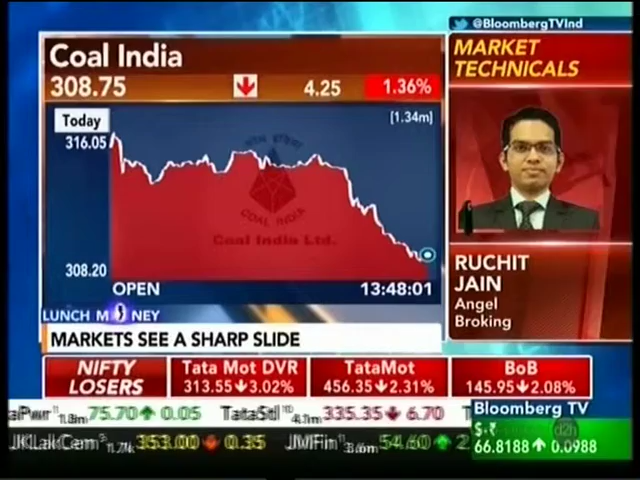 @BloombergTVInd
Coal India
308.75 4.25 1.36%
MARKET
TECHNICALS
Today
[1.34m]
316.05
COAL INDIA
Coal India Ltd.
308.20
OPEN 13:48:01
RUCHIT
JAIN
Angel
Broking
LUNCH M NEY
MARKETS SEE A SHARP SLIDE
NIFTY
LOSERS
Tata Mot DVR
313.55 3.02%
TataMot
456.35 2.31%
BoB
145.95 2.08%
aPwr 75.70 0.05 TataStl 335.35 6.70
Bloomberg TV
JKLakCem 353.00 0.35 JMFin 54.60 2
$-₹ d2h
66.8188 0.0988